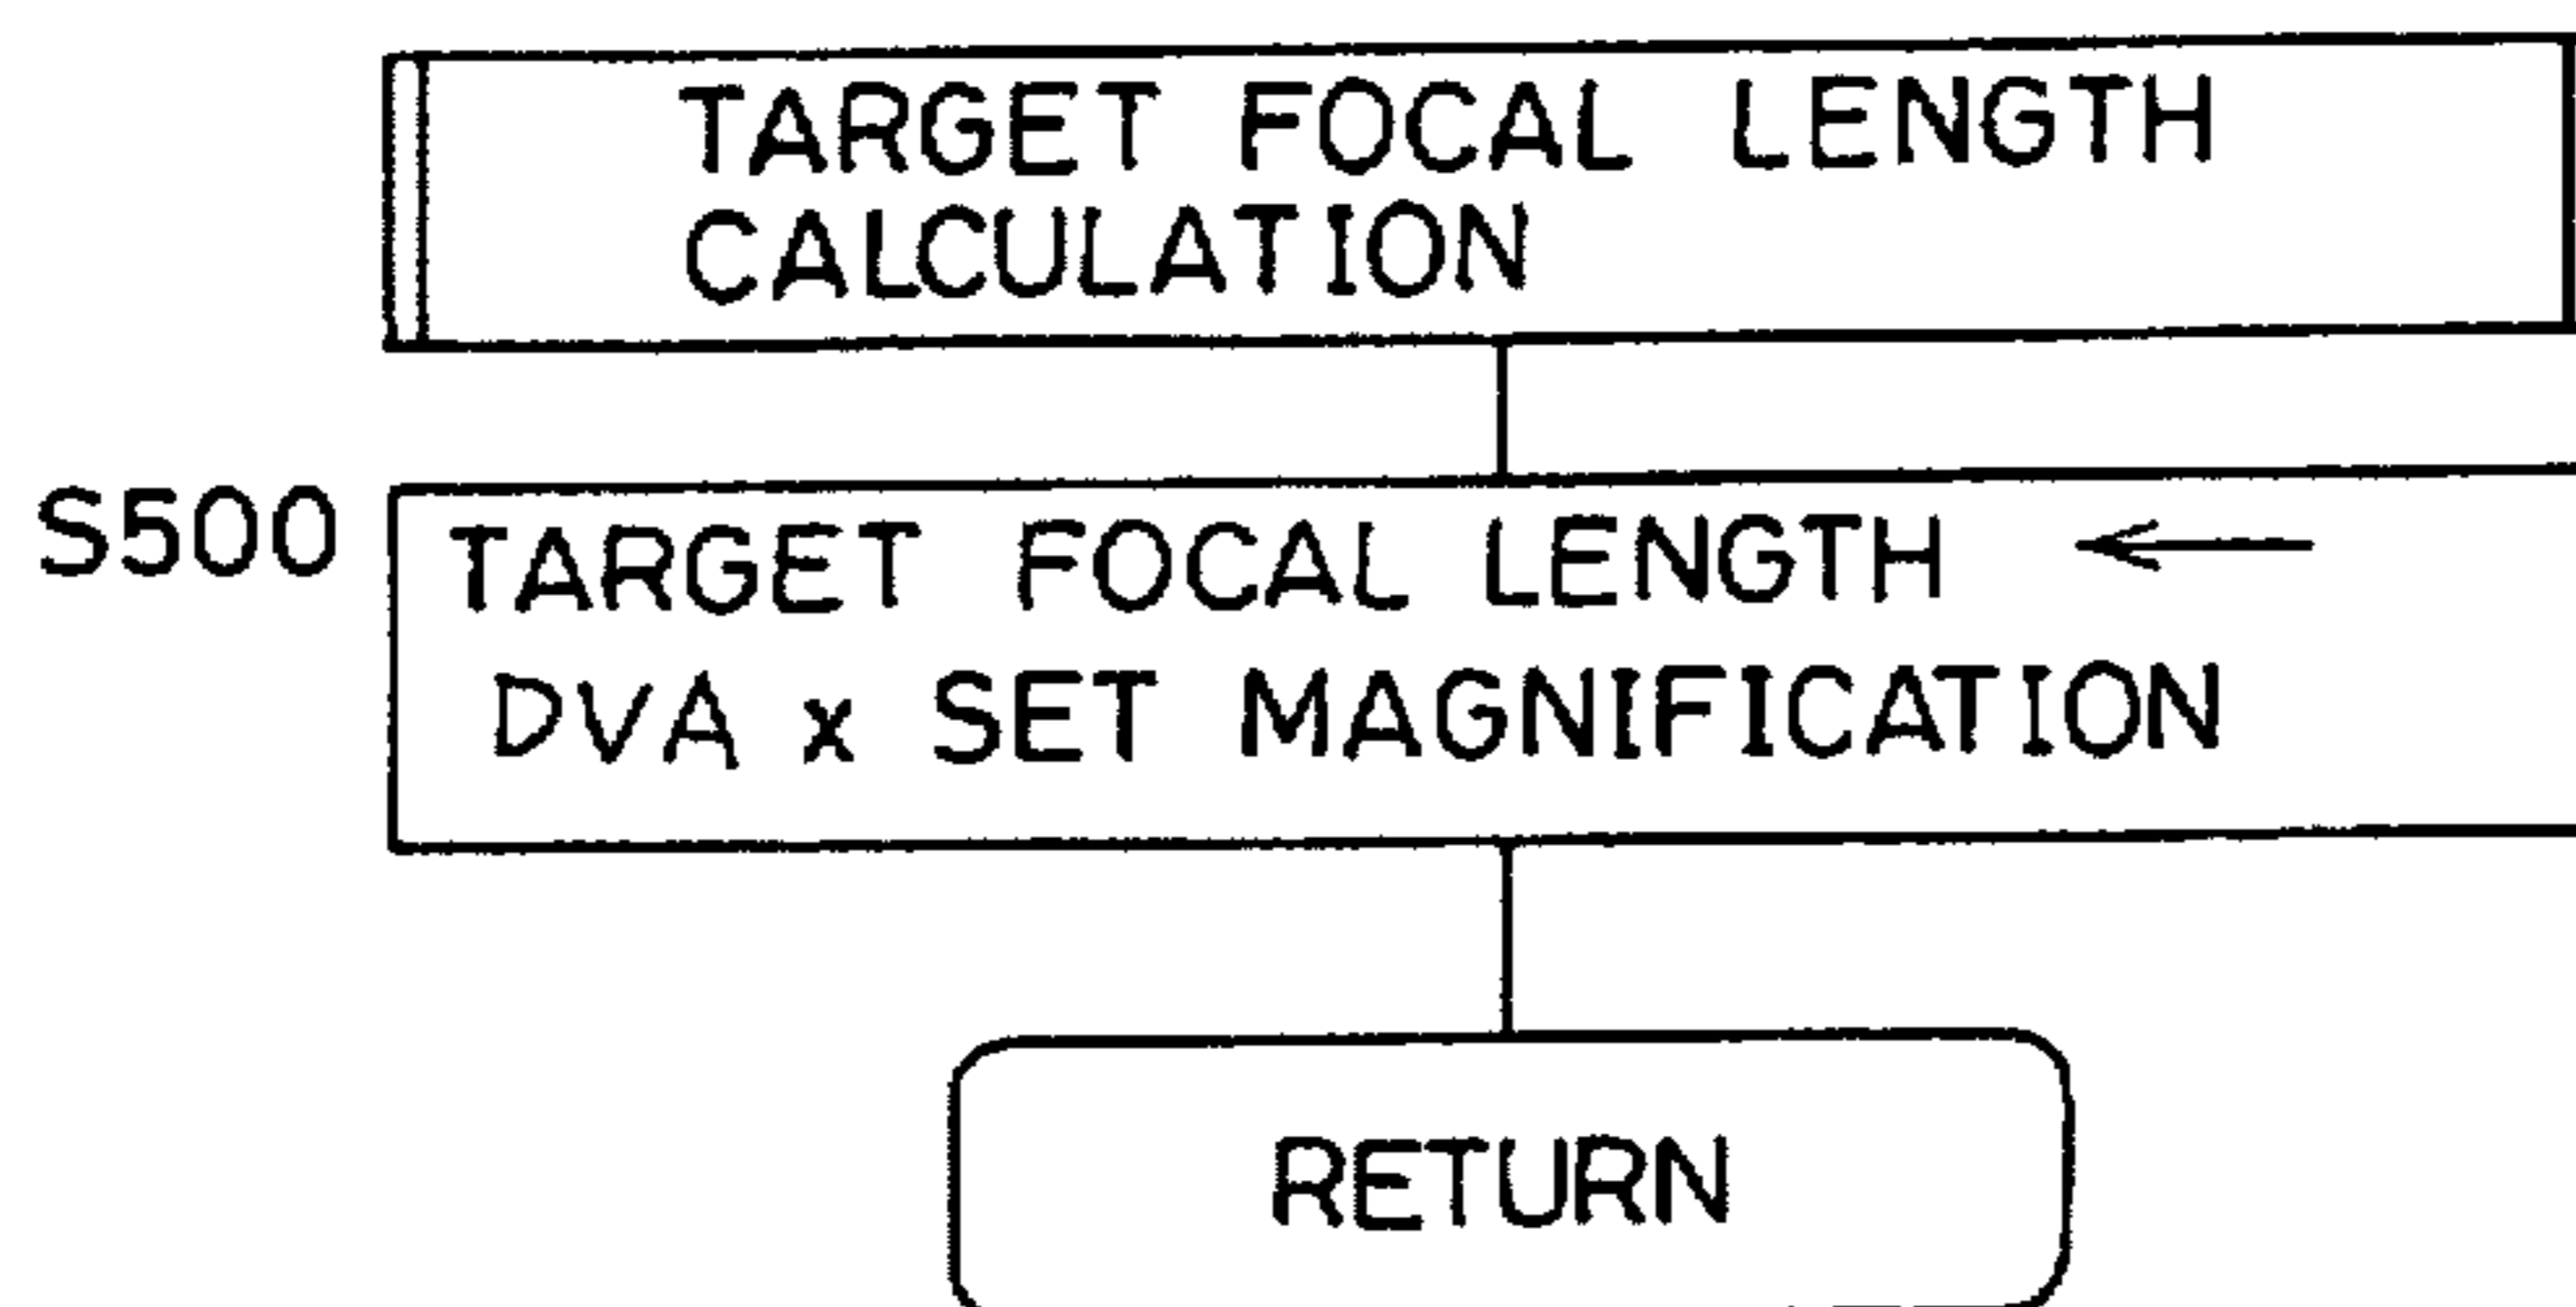 TARGET FOCAL LENGTH
CALCULATION
S500
TARGET FOCAL LENGTH ←
DVA x SET MAGNIFICATION
RETURN